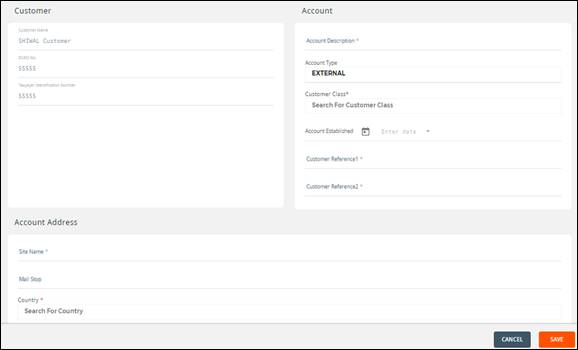 Customer
Customer Name
SHIWAL Customer
DUNS No.
55555
Taxpayer Identification Number
55555
Account
Account Description *
Account Type
EXTERNAL
Customer Class*
Search For Customer Class
Account Established
Enter date
Customer Reference1 *
Customer Reference2 *
Account Address
Site Name *
Mail Stop
Country *
Search For Country
CANCEL
SAVE